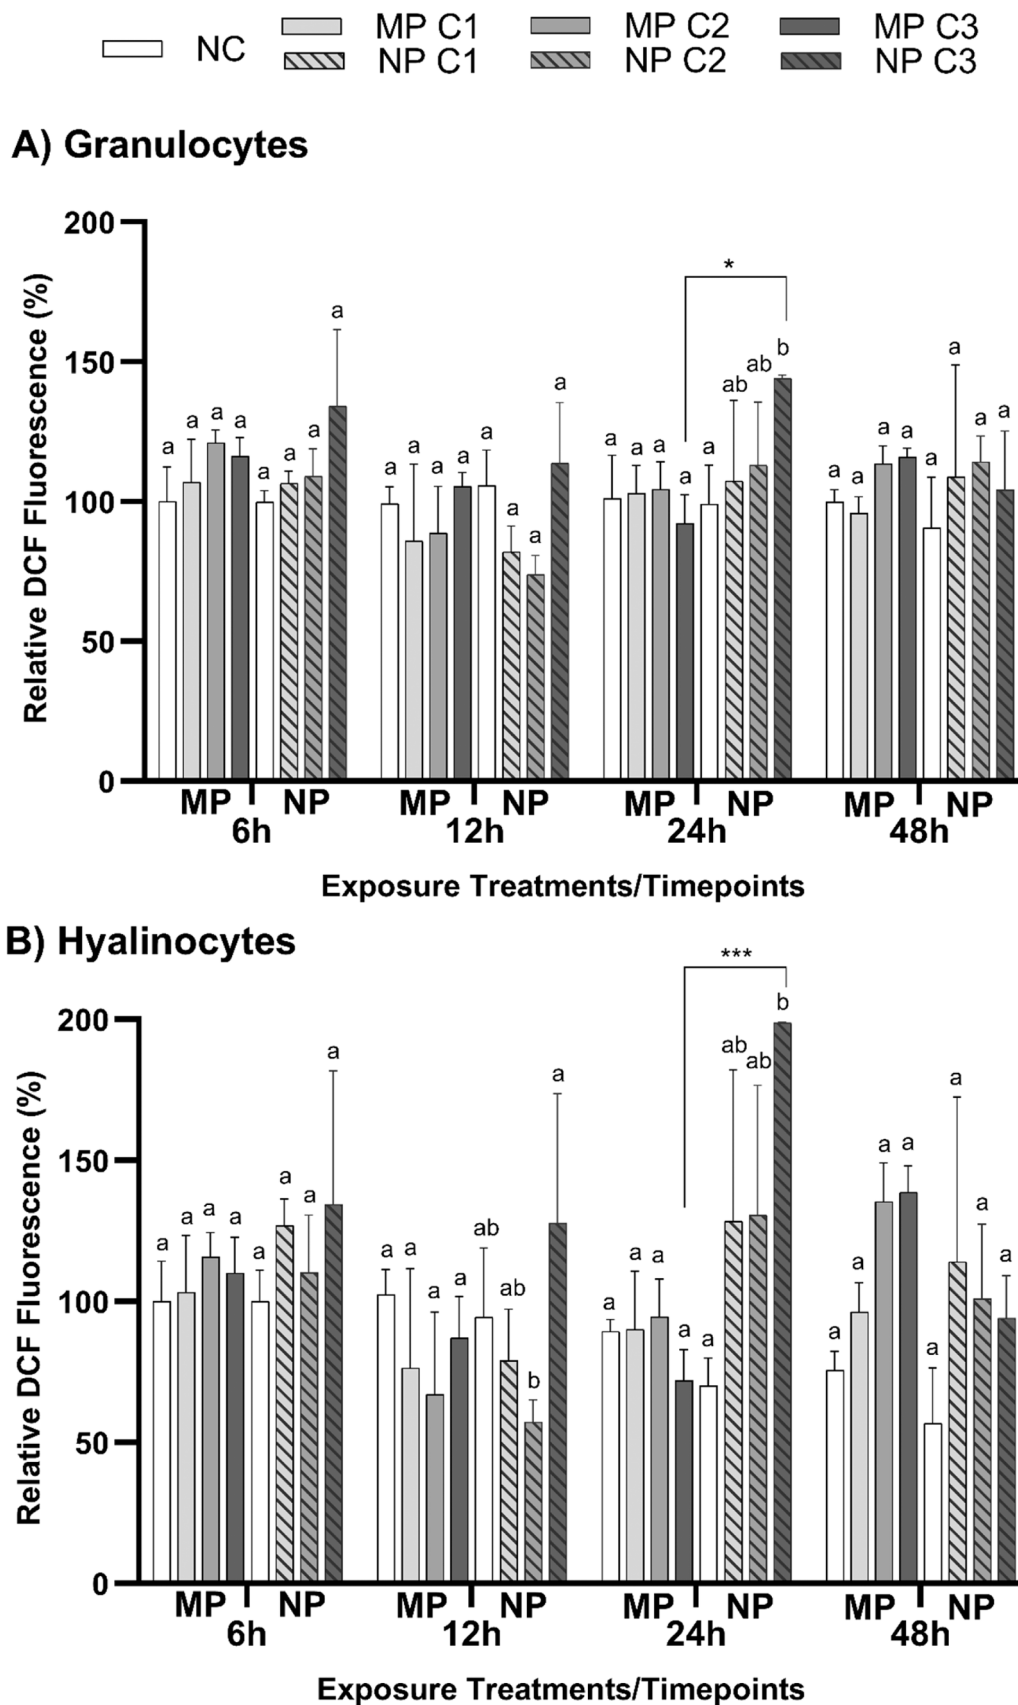 NC MP C1 MP C2 MP C3
NP C1 NP C2 NP C3
A) Granulocytes
Relative DCF Fluorescence (%)
200
150
100
50
0
*
a a a a a a a a
a a a a a a a a
a a a a a ab ab b
a a a a a a a a
MP NP MP NP MP NP MP NP
6h 12h 24h 48h
Exposure Treatments/Timepoints
B) Hyalinocytes
Relative DCF Fluorescence (%)
200
150
100
50
0
***
a a a a a a a a
a a a a ab ab b a
a a a a a ab ab b
a a a a a a a a
MP NP MP NP MP NP MP NP
6h 12h 24h 48h
Exposure Treatments/Timepoints